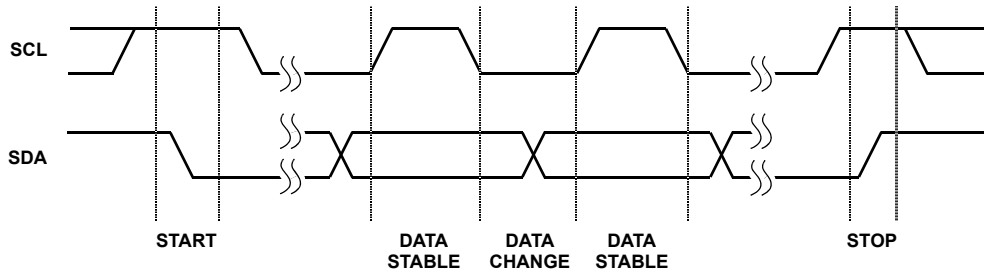 SCL
SDA
START
DATA
STABLE
DATA
CHANGE
DATA
STABLE
STOP